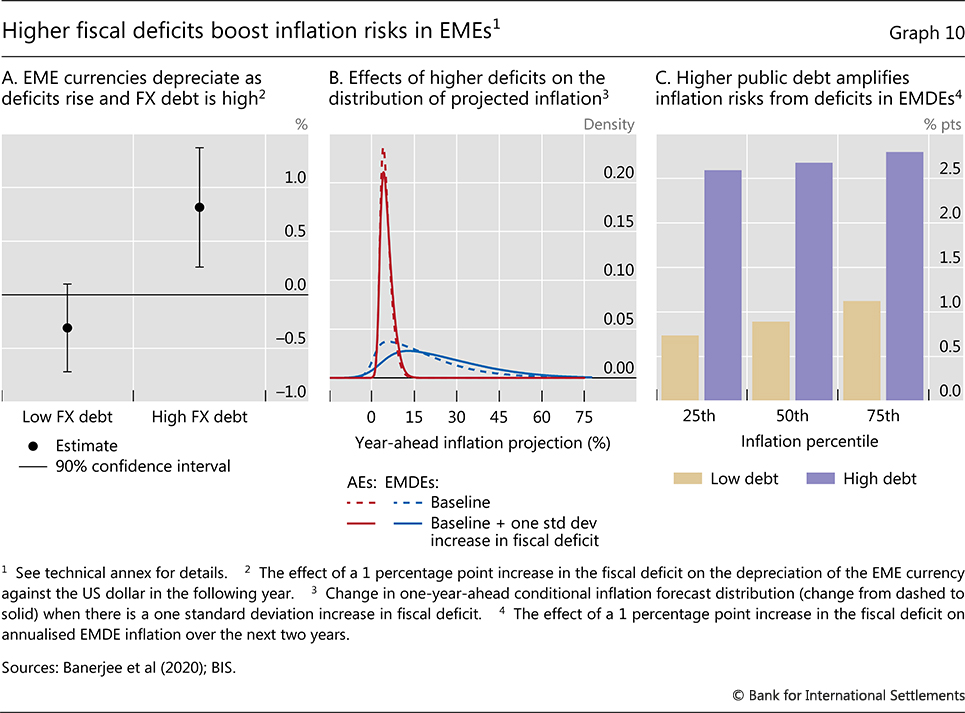 Higher fiscal deficits boost inflation risks in EMEs¹
Graph 10
A. EME currencies depreciate as
deficits rise and FX debt is high²
%
1.0
0.5
0.0
–0.5
–1.0
Low FX debt
High FX debt
Estimate
90% confidence interval
B. Effects of higher deficits on the
distribution of projected inflation³
Density
0.20
0.15
0.10
0.05
0.00
0 15 30 45 60 75
Year-ahead inflation projection (%)
AEs: EMDEs:
Baseline
Baseline + one std dev
increase in fiscal deficit
C. Higher public debt amplifies
inflation risks from deficits in EMDEs⁴
% pts
2.5
2.0
1.5
1.0
0.5
0.0
25th 50th 75th
Inflation percentile
Low debt
High debt
¹ See technical annex for details. ² The effect of a 1 percentage point increase in the fiscal deficit on the depreciation of the EME currency
against the US dollar in the following year. ³ Change in one-year-ahead conditional inflation forecast distribution (change from dashed to
solid) when there is a one standard deviation increase in fiscal deficit. ⁴ The effect of a 1 percentage point increase in the fiscal deficit on
annualised EMDE inflation over the next two years.
Sources: Banerjee et al (2020); BIS.
© Bank for International Settlements